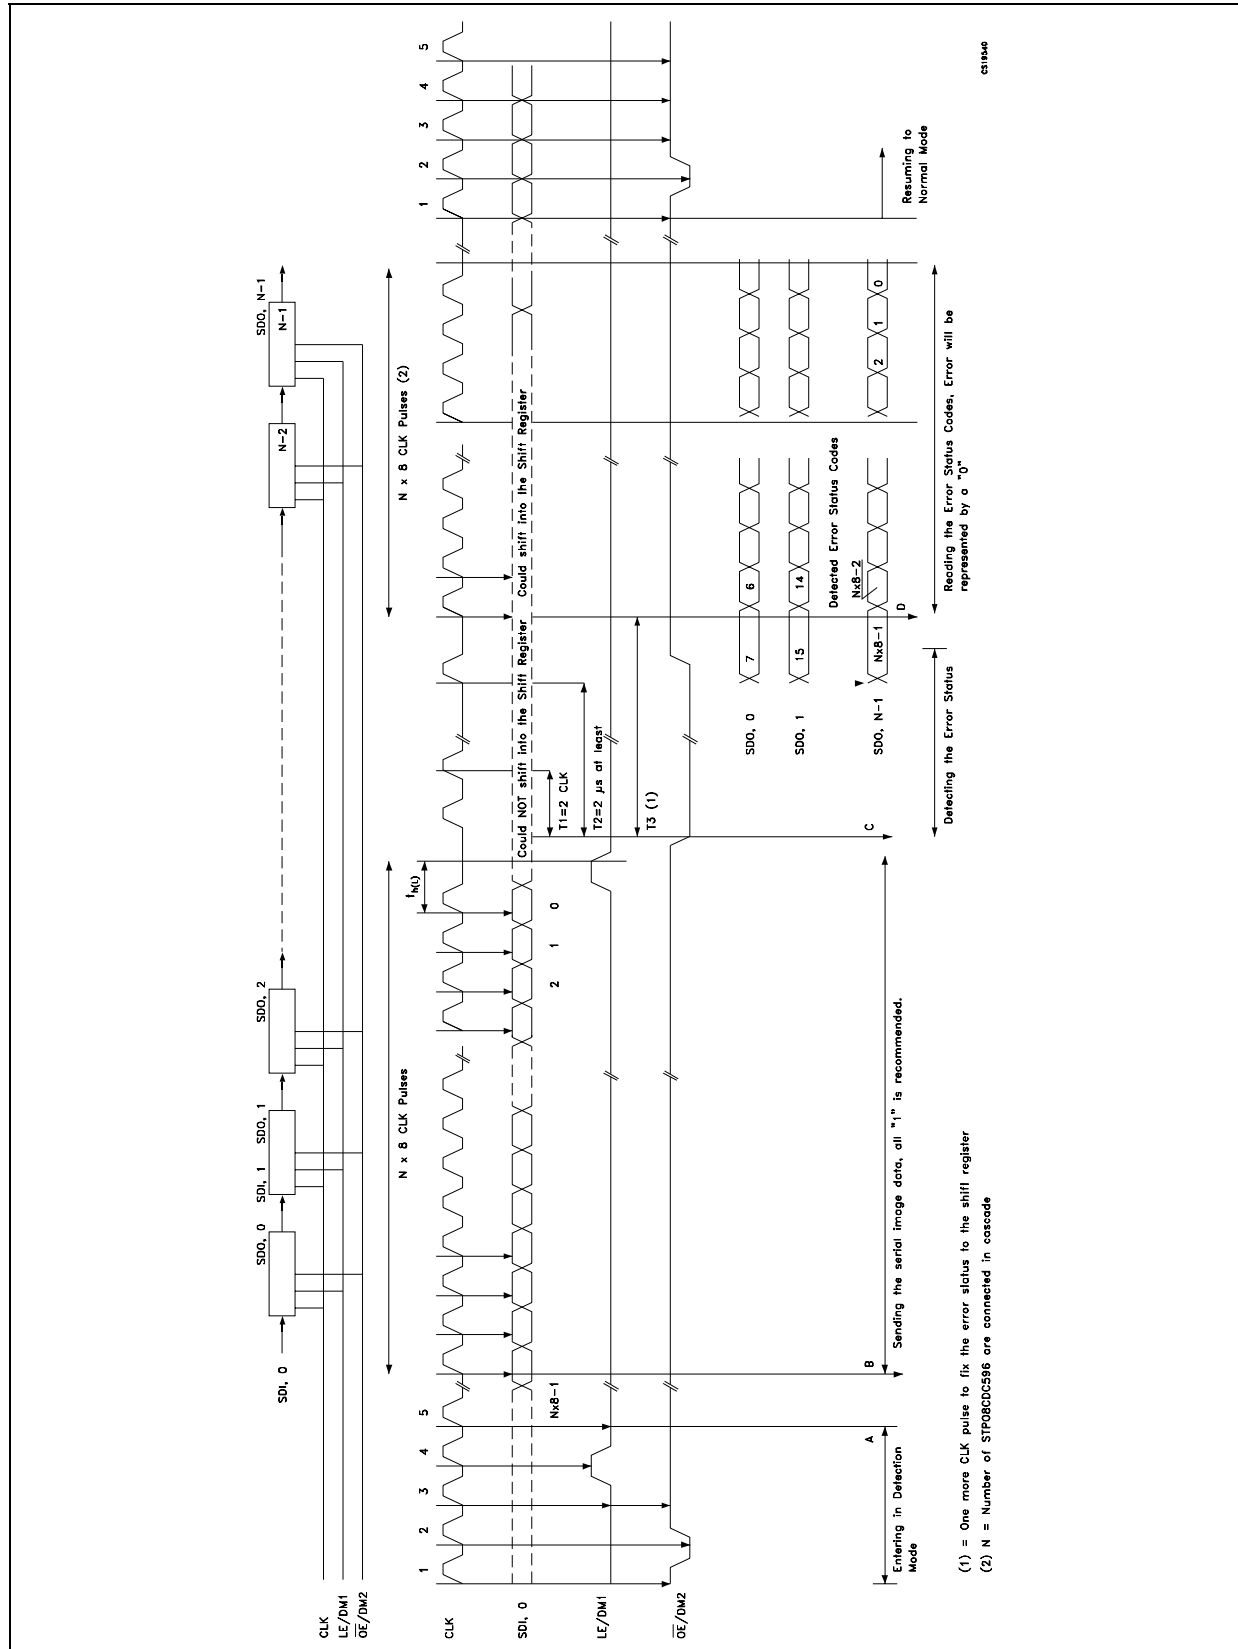 SDI, 0
SDO, 0
SDI, 1
SDO, 1
SDO, 2
N-2
N-1
SDO, N-1
CLK
LE/DM1
OE/DM2
N x 8 CLK Pulses
N x 8 CLK Pulses (2)
CLK
1 2 3 4 5
1 2 3 4 5
th(L)
SDI, 0
Nx8-1
2 1 0
Could NOT shift into the Shift Register
Could shift into the Shift Register
T1=2 CLK
T2=2 µs at least
T3 (1)
LE/DM1
OE/DM2
SDO, 0
7 6
SDO, 1
15 14
Detected Error Status Codes
Nx8-2
SDO, N-1
Nx8-1
2 1 0
A
B
C
D
Entering in Detection
Mode
Sending the serial image data, all "1" is recommended.
Detecting the Error Status
Reading the Error Status Codes, Error will be
represented by a "0"
Resuming to
Normal Mode
(1) = One more CLK pulse to fix the error status to the shift register
(2) N = Number of STP08CDC596 are connected in cascade
CS19540